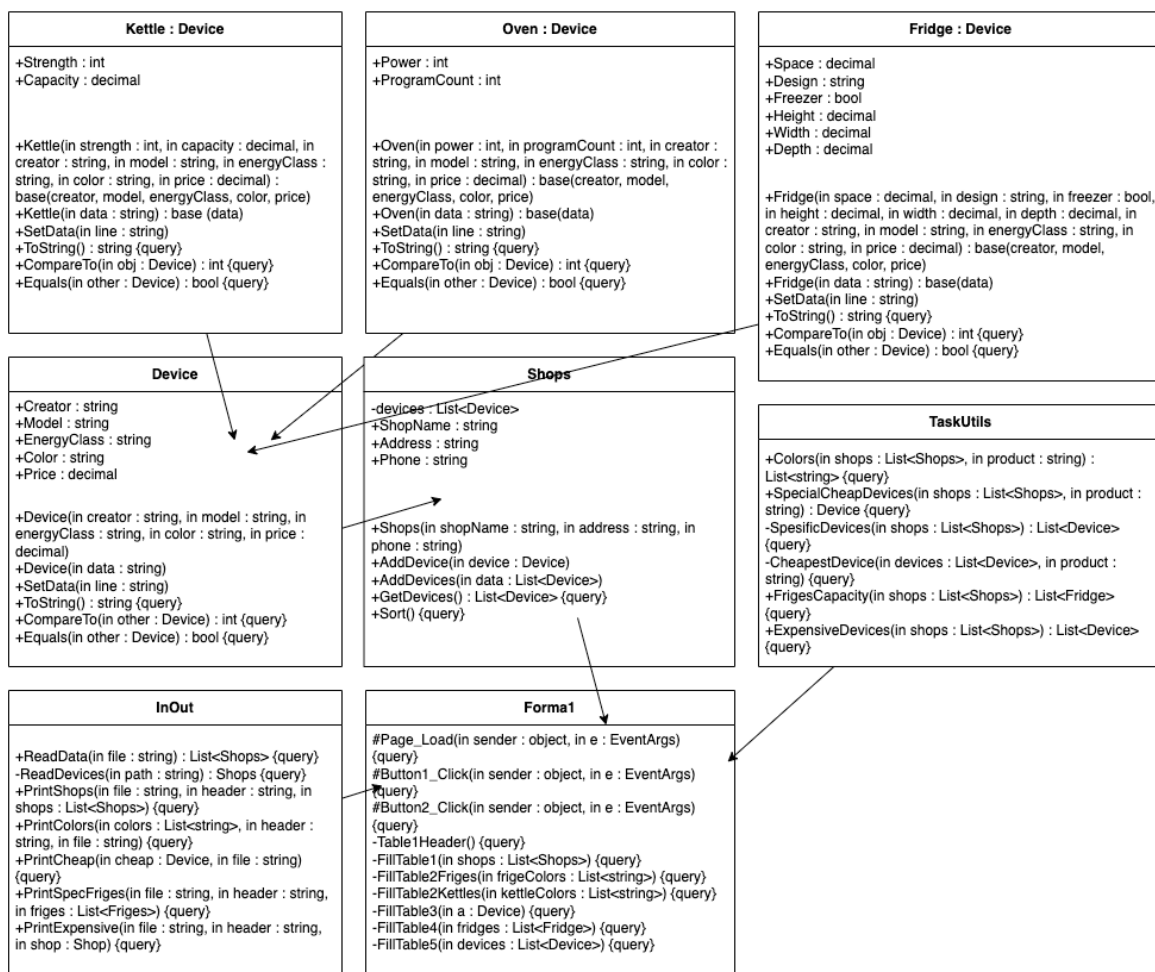 Kettle : Device
+Strength : int
+Capacity : decimal
+Kettle(in strength : int, in capacity : decimal, in
creator : string, in model : string, in energyClass :
string, in color : string, in price : decimal) :
base(creator, model, energyClass, color, price)
+Kettle(in data : string) : base (data)
+SetData(in line : string)
+ToString() : string {query}
+CompareTo(in obj : Device) : int {query}
+Equals(in other : Device) : bool {query}
Oven : Device
+Power : int
+ProgramCount : int
+Oven(in power : int, in programCount : int, in creator :
string, in model : string, in energyClass : string, in color :
string, in price : decimal) : base(creator, model,
energyClass, color, price)
+Oven(in data : string) : base(data)
+SetData(in line : string)
+ToString() : string {query}
+CompareTo(in obj : Device) : int {query}
+Equals(in other : Device) : bool {query}
Fridge : Device
+Space : decimal
+Design : string
+Freezer : bool
+Height : decimal
+Width : decimal
+Depth : decimal
+Fridge(in space : decimal, in design : string, in freezer : bool,
in height : decimal, in width : decimal, in depth : decimal, in
creator : string, in model : string, in energyClass : string, in
color : string, in price : decimal) : base(creator, model,
energyClass, color, price)
+Fridge(in data : string) : base(data)
+SetData(in line : string)
+ToString() : string {query}
+CompareTo(in obj : Device) : int {query}
+Equals(in other : Device) : bool {query}
Device
+Creator : string
+Model : string
+EnergyClass : string
+Color : string
+Price : decimal
+Device(in creator : string, in model : string, in
energyClass : string, in color : string, in price :
decimal)
+Device(in data : string)
+SetData(in line : string)
+ToString() : string {query}
+CompareTo(in other : Device) : int {query}
+Equals(in other : Device) : bool {query}
Shops
-devices : List<Device>
+ShopName : string
+Address : string
+Phone : string
+Shops(in shopName : string, in address : string, in
phone : string)
+AddDevice(in device : Device)
+AddDevices(in data : List<Device>)
+GetDevices() : List<Device> {query}
+Sort() {query}
TaskUtils
+Colors(in shops : List<Shops>, in product : string) :
List<string> {query}
+SpecialCheapDevices(in shops : List<Shops>, in product :
string) : Device {query}
-SpesificDevices(in shops : List<Shops>) : List<Device>
{query}
-CheapestDevice(in devices : List<Device>, in product :
string) {query}
+FrigesCapacity(in shops : List<Shops>) : List<Fridge>
{query}
+ExpensiveDevices(in shops : List<Shops>) : List<Device>
{query}
InOut
+ReadData(in file : string) : List<Shops> {query}
-ReadDevices(in path : string) : Shops {query}
+PrintShops(in file : string, in header : string, in
shops : List<Shops>) {query}
+PrintColors(in colors : List<string>, in header :
string, in file : string) {query}
+PrintCheap(in cheap : Device, in file : string)
{query}
+PrintSpecFriges(in file : string, in header : string,
in friges : List<Friges>) {query}
+PrintExpensive(in file : string, in header : string,
in shop : Shop) {query}
Forma1
#Page_Load(in sender : object, in e : EventArgs)
{query}
#Button1_Click(in sender : object, in e : EventArgs)
{query}
#Button2_Click(in sender : object, in e : EventArgs)
{query}
-Table1Header() {query}
-FillTable1(in shops : List<Shops>) {query}
-FillTable2Friges(in frigeColors : List<string>) {query}
-FillTable2Kettles(in kettleColors : List<string>) {query}
-FillTable3(in a : Device) {query}
-FillTable4(in fridges : List<Fridge>) {query}
-FillTable5(in devices : List<Device>) {query}